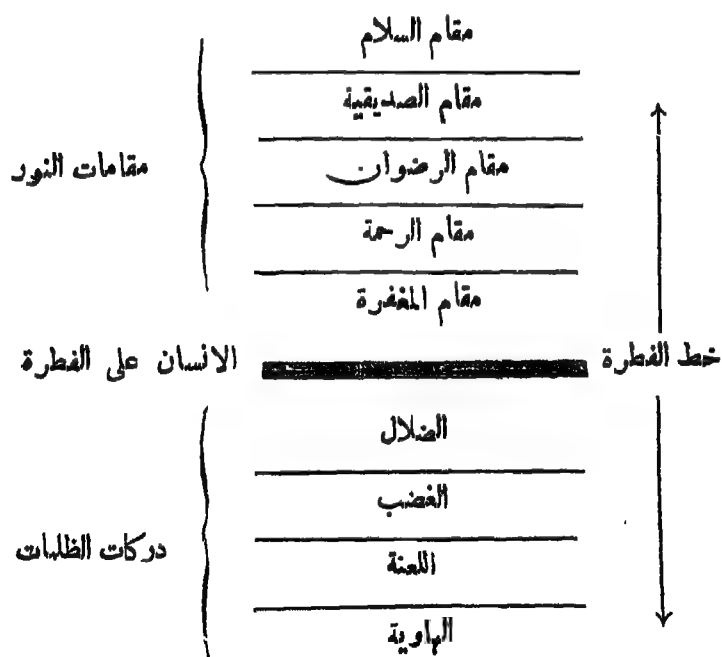 مقام السلام
مقام الصديقية
مقام الرضوان
مقامات النور
مقام الرحمة
مقام المغفرة
خط الفطرة
الانسان على الفطرة
الضلال
الغضب
دركات الظلمات
اللعنة
الهاوية